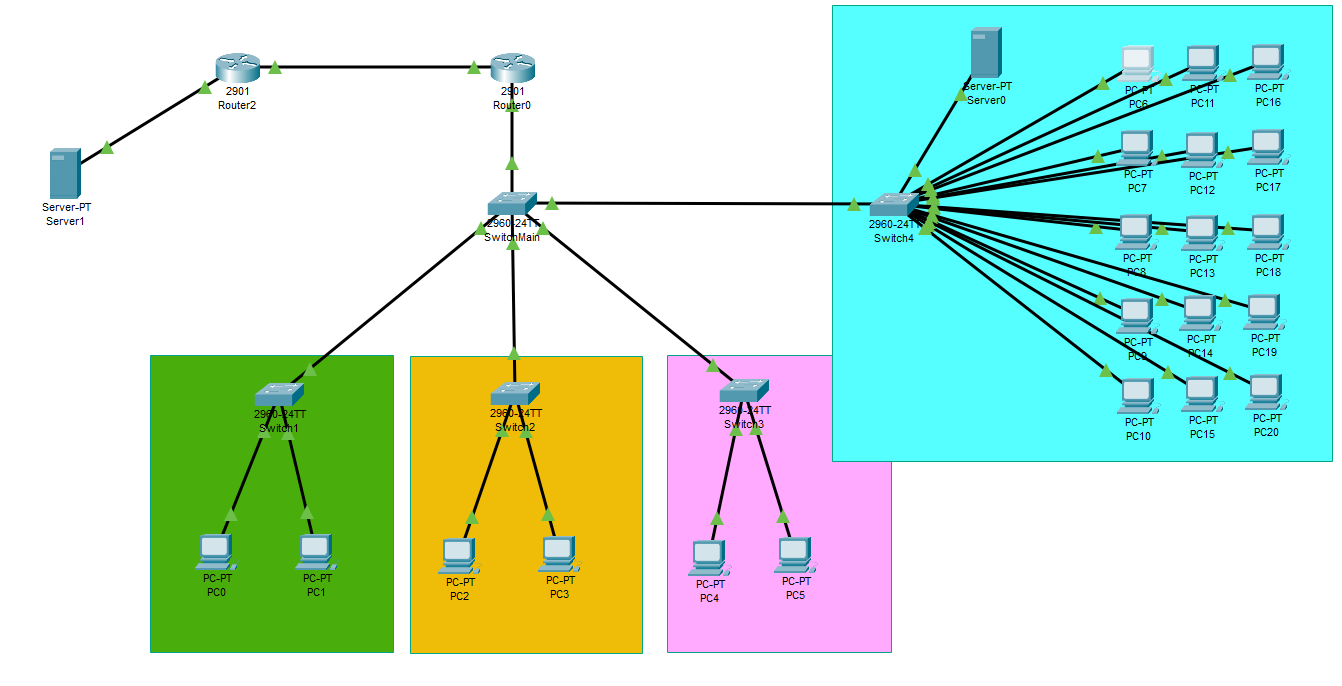 2901
Router2
2901
Router0
Server-PT
Server1
2960-24TT
SwitchMain
Server-PT
Server0
2960-24TT
Switch4
PC-PT
PC6
PC-PT
PC11
PC-PT
PC16
PC-PT
PC7
PC-PT
PC12
PC-PT
PC17
PC-PT
PC8
PC-PT
PC13
PC-PT
PC18
PC-PT
PC9
PC-PT
PC14
PC-PT
PC19
PC-PT
PC10
PC-PT
PC15
PC-PT
PC20
2960-24TT
Switch1
2960-24TT
Switch2
2960-24TT
Switch3
PC-PT
PC0
PC-PT
PC1
PC-PT
PC2
PC-PT
PC3
PC-PT
PC4
PC-PT
PC5